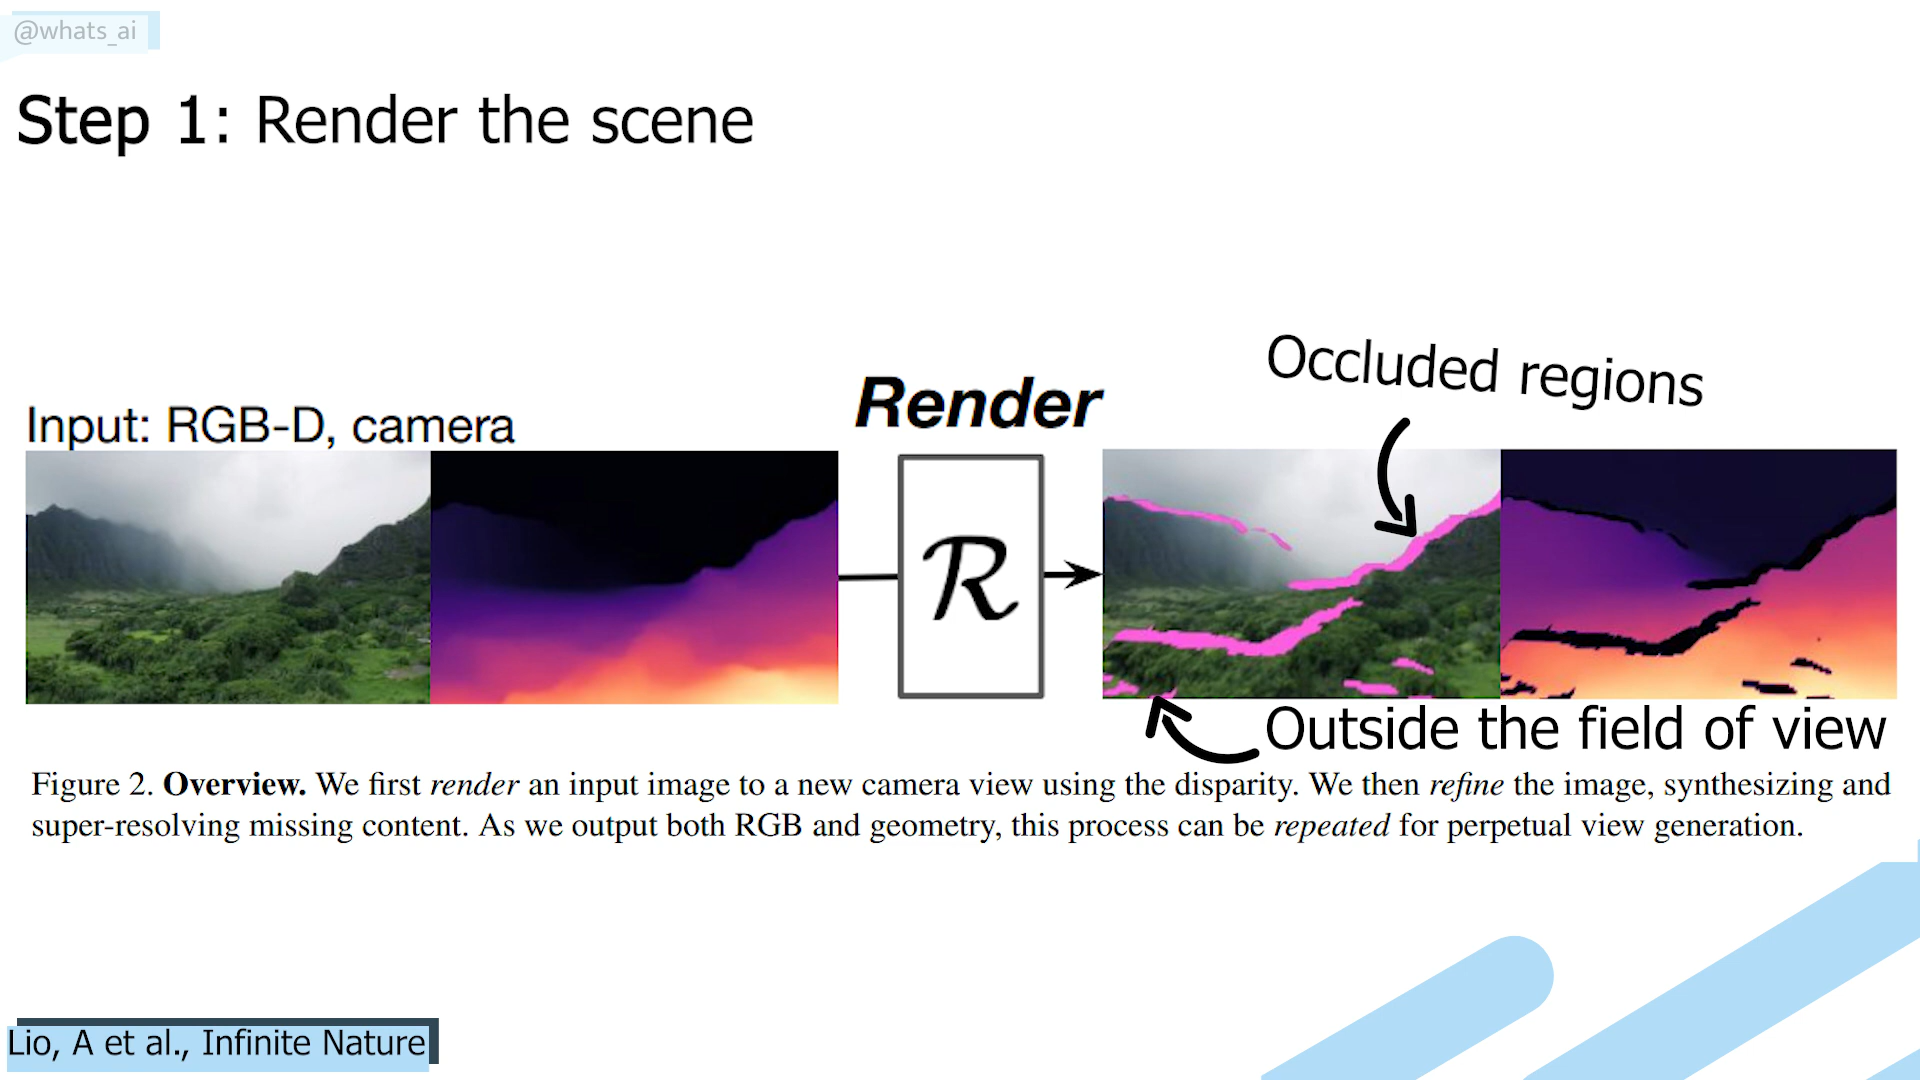 @whats_ai
Step 1: Render the scene
Occluded regions
Render
Input: RGB-D, camera
R
Outside the field of view
Figure 2. Overview. We first render an input image to a new camera view using the disparity. We then refine the image, synthesizing and
super-resolving missing content. As we output both RGB and geometry, this process can be repeated for perpetual view generation.
Lio, A et al., Infinite Nature